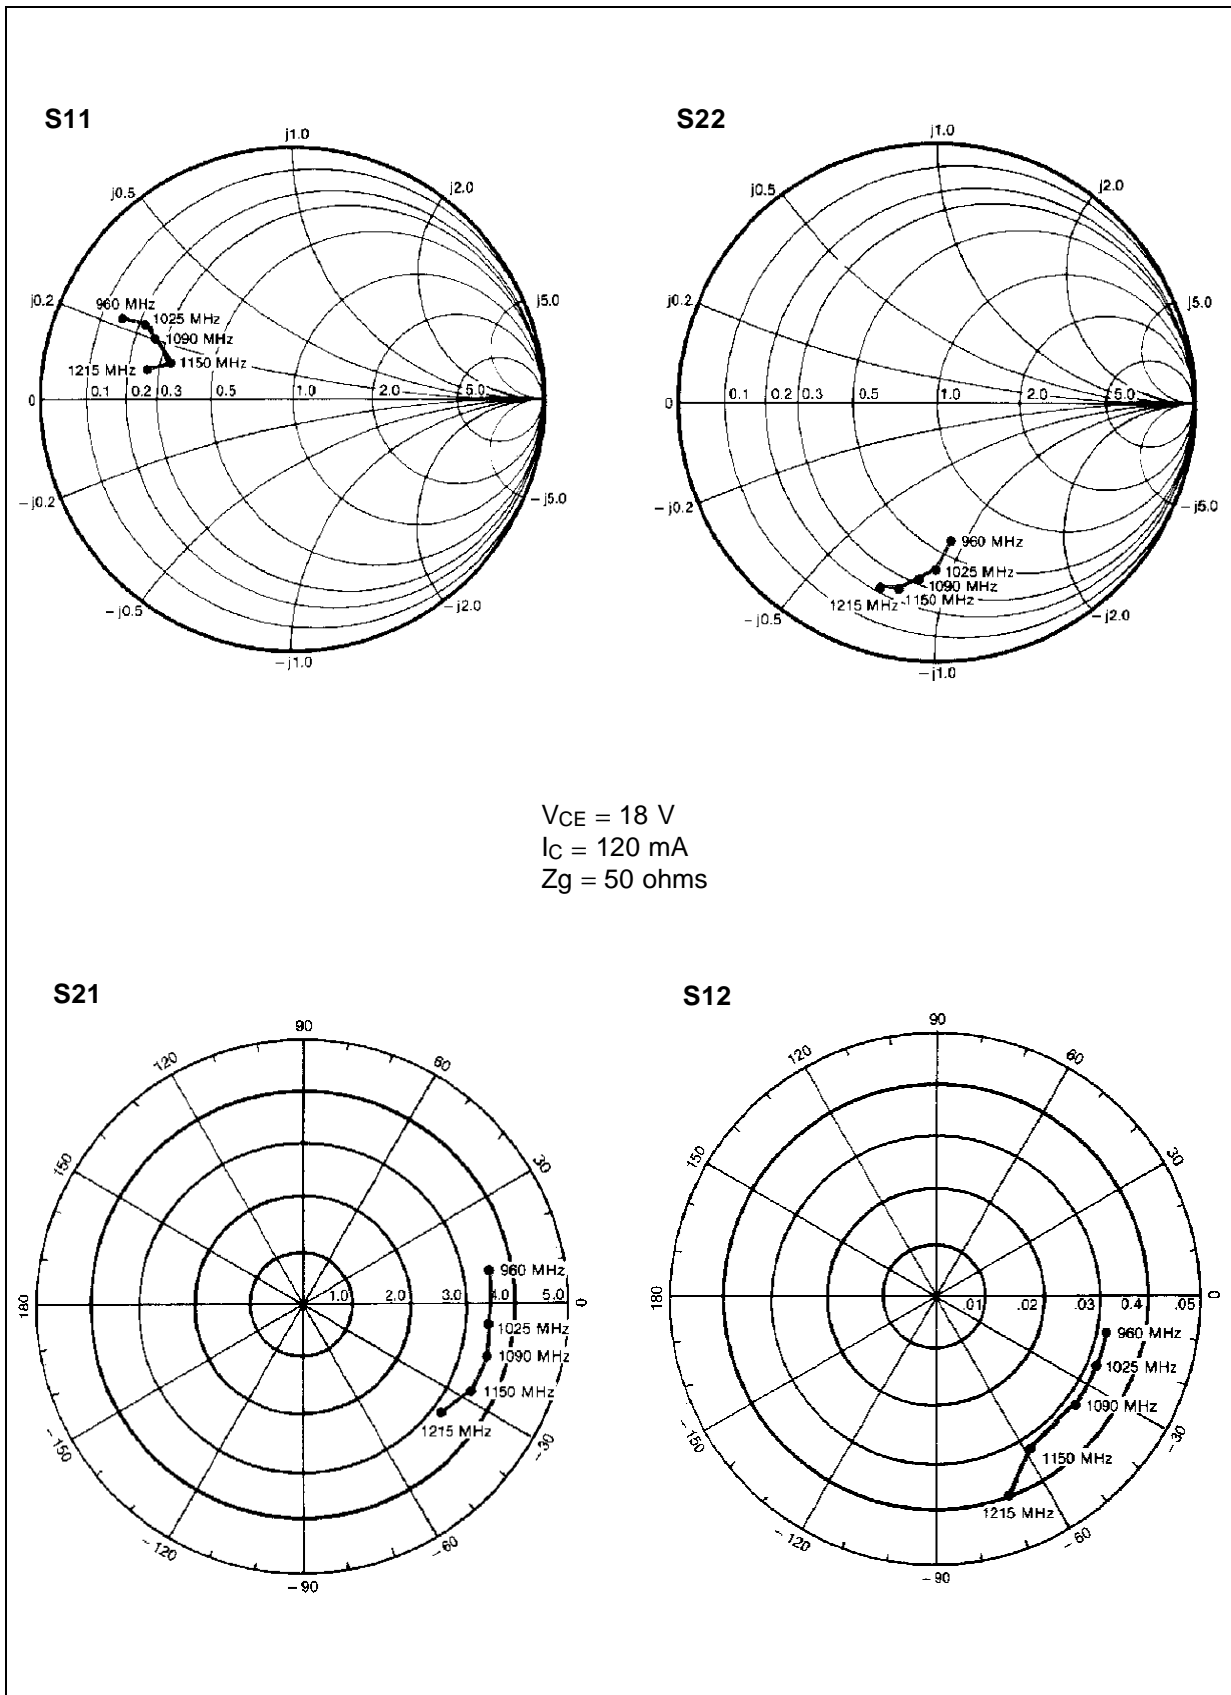 S11
j1.0
j0.5
j2.0
j0.2
j5.0
960 MHz
1025 MHz
1090 MHz
1150 MHz
1215 MHz
0
0.1
0.2
0.3
0.5
1.0
2.0
5.0
–j0.2
–j5.0
–j0.5
–j2.0
–j1.0
S22
j1.0
j0.5
j2.0
j0.2
j5.0
0
0.1
0.2
0.3
0.5
1.0
2.0
5.0
–j0.2
–j5.0
960 MHz
1025 MHz
1090 MHz
1150 MHz
1215 MHz
–j0.5
–j2.0
–j1.0
VCE = 18 V
IC = 120 mA
Zg = 50 ohms
S21
90
120
60
150
30
960 MHz
180
1.0
2.0
3.0
4.0
5.0
0
1025 MHz
1090 MHz
1150 MHz
1215 MHz
–150
–30
–120
–60
–90
S12
90
120
60
150
30
180
.01
.02
.03
0.4
.05
0
960 MHz
1025 MHz
1090 MHz
1150 MHz
1215 MHz
–150
–30
–120
–60
–90